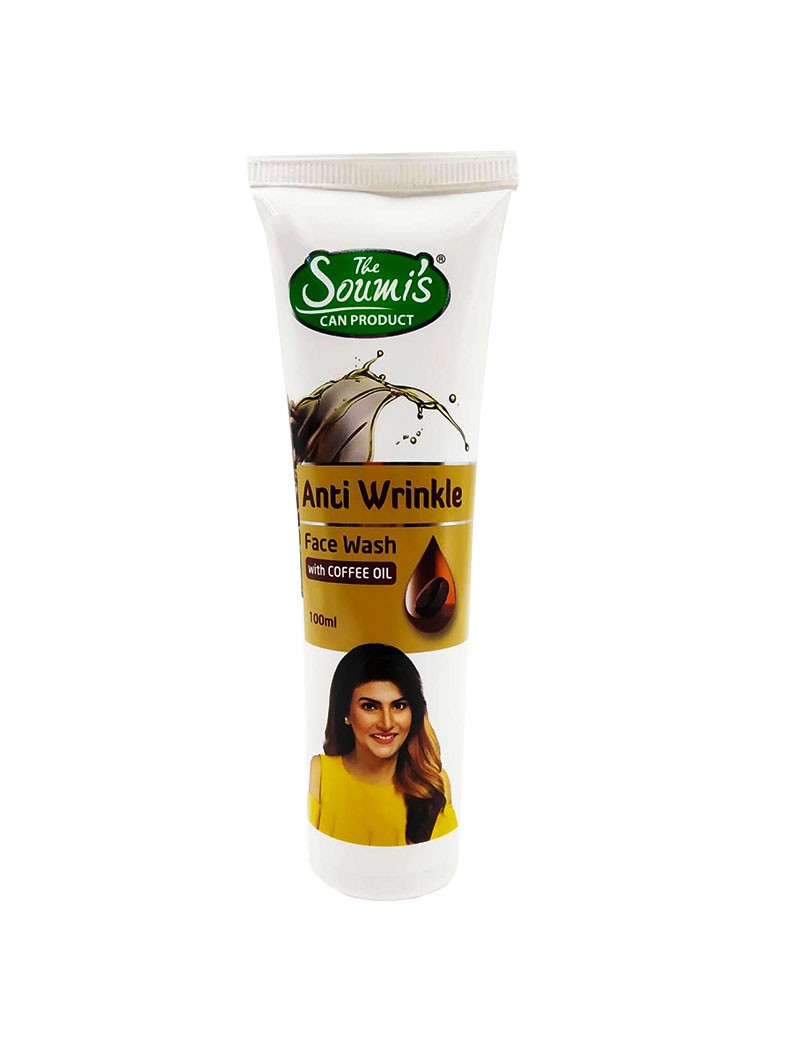 The
Soumi's
®
CAN PRODUCT
Anti Wrinkle
Face Wash
with COFFEE OIL
100ml